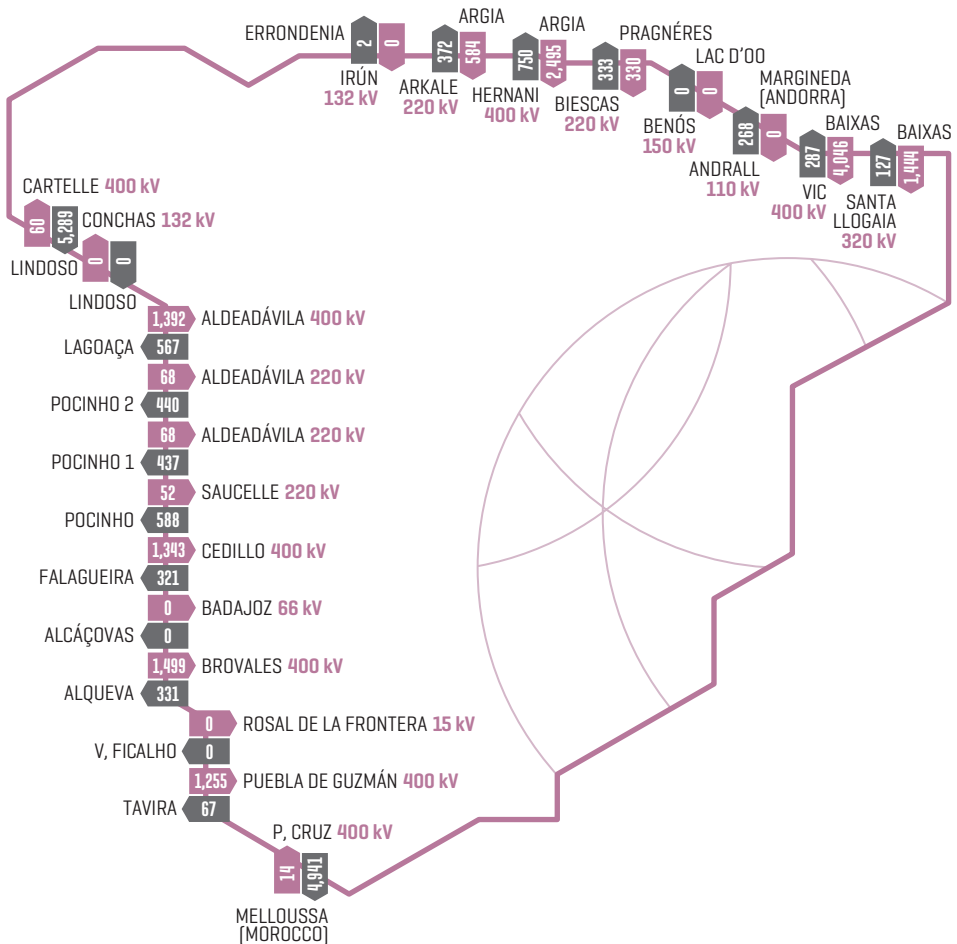 ERRONDENIA
2
0
IRÚN
132 kV
ARGIA
372
584
ARKALE
220 kV
ARGIA
750
2,495
HERNANI
400 kV
PRAGNÉRES
333
330
BIESCAS
220 kV
LAC D'OO
0
0
BENÓS
150 kV
MARGINEDA
(ANDORRA)
268
0
ANDRALL
110 kV
BAIXAS
287
4,046
VIC
400 kV
BAIXAS
127
1,444
SANTA
LLOGAIA
320 kV
CARTELLE 400 kV
60
5,289
LINDOSO
CONCHAS 132 kV
0
0
LINDOSO
1,392 ALDEADÁVILA 400 kV
LAGOAÇA 567
68 ALDEADÁVILA 220 kV
POCINHO 2 440
68 ALDEADÁVILA 220 kV
POCINHO 1 437
52 SAUCELLE 220 kV
POCINHO 588
1,343 CEDILLO 400 kV
FALAGUEIRA 321
0 BADAJOZ 66 kV
ALCÁÇOVAS 0
1,499 BROVALES 400 kV
ALQUEVA 331
0 ROSAL DE LA FRONTERA 15 kV
V, FICALHO 0
1,255 PUEBLA DE GUZMÁN 400 kV
TAVIRA 67
P, CRUZ 400 kV
14
4,941
MELLOUSSA
(MOROCCO)